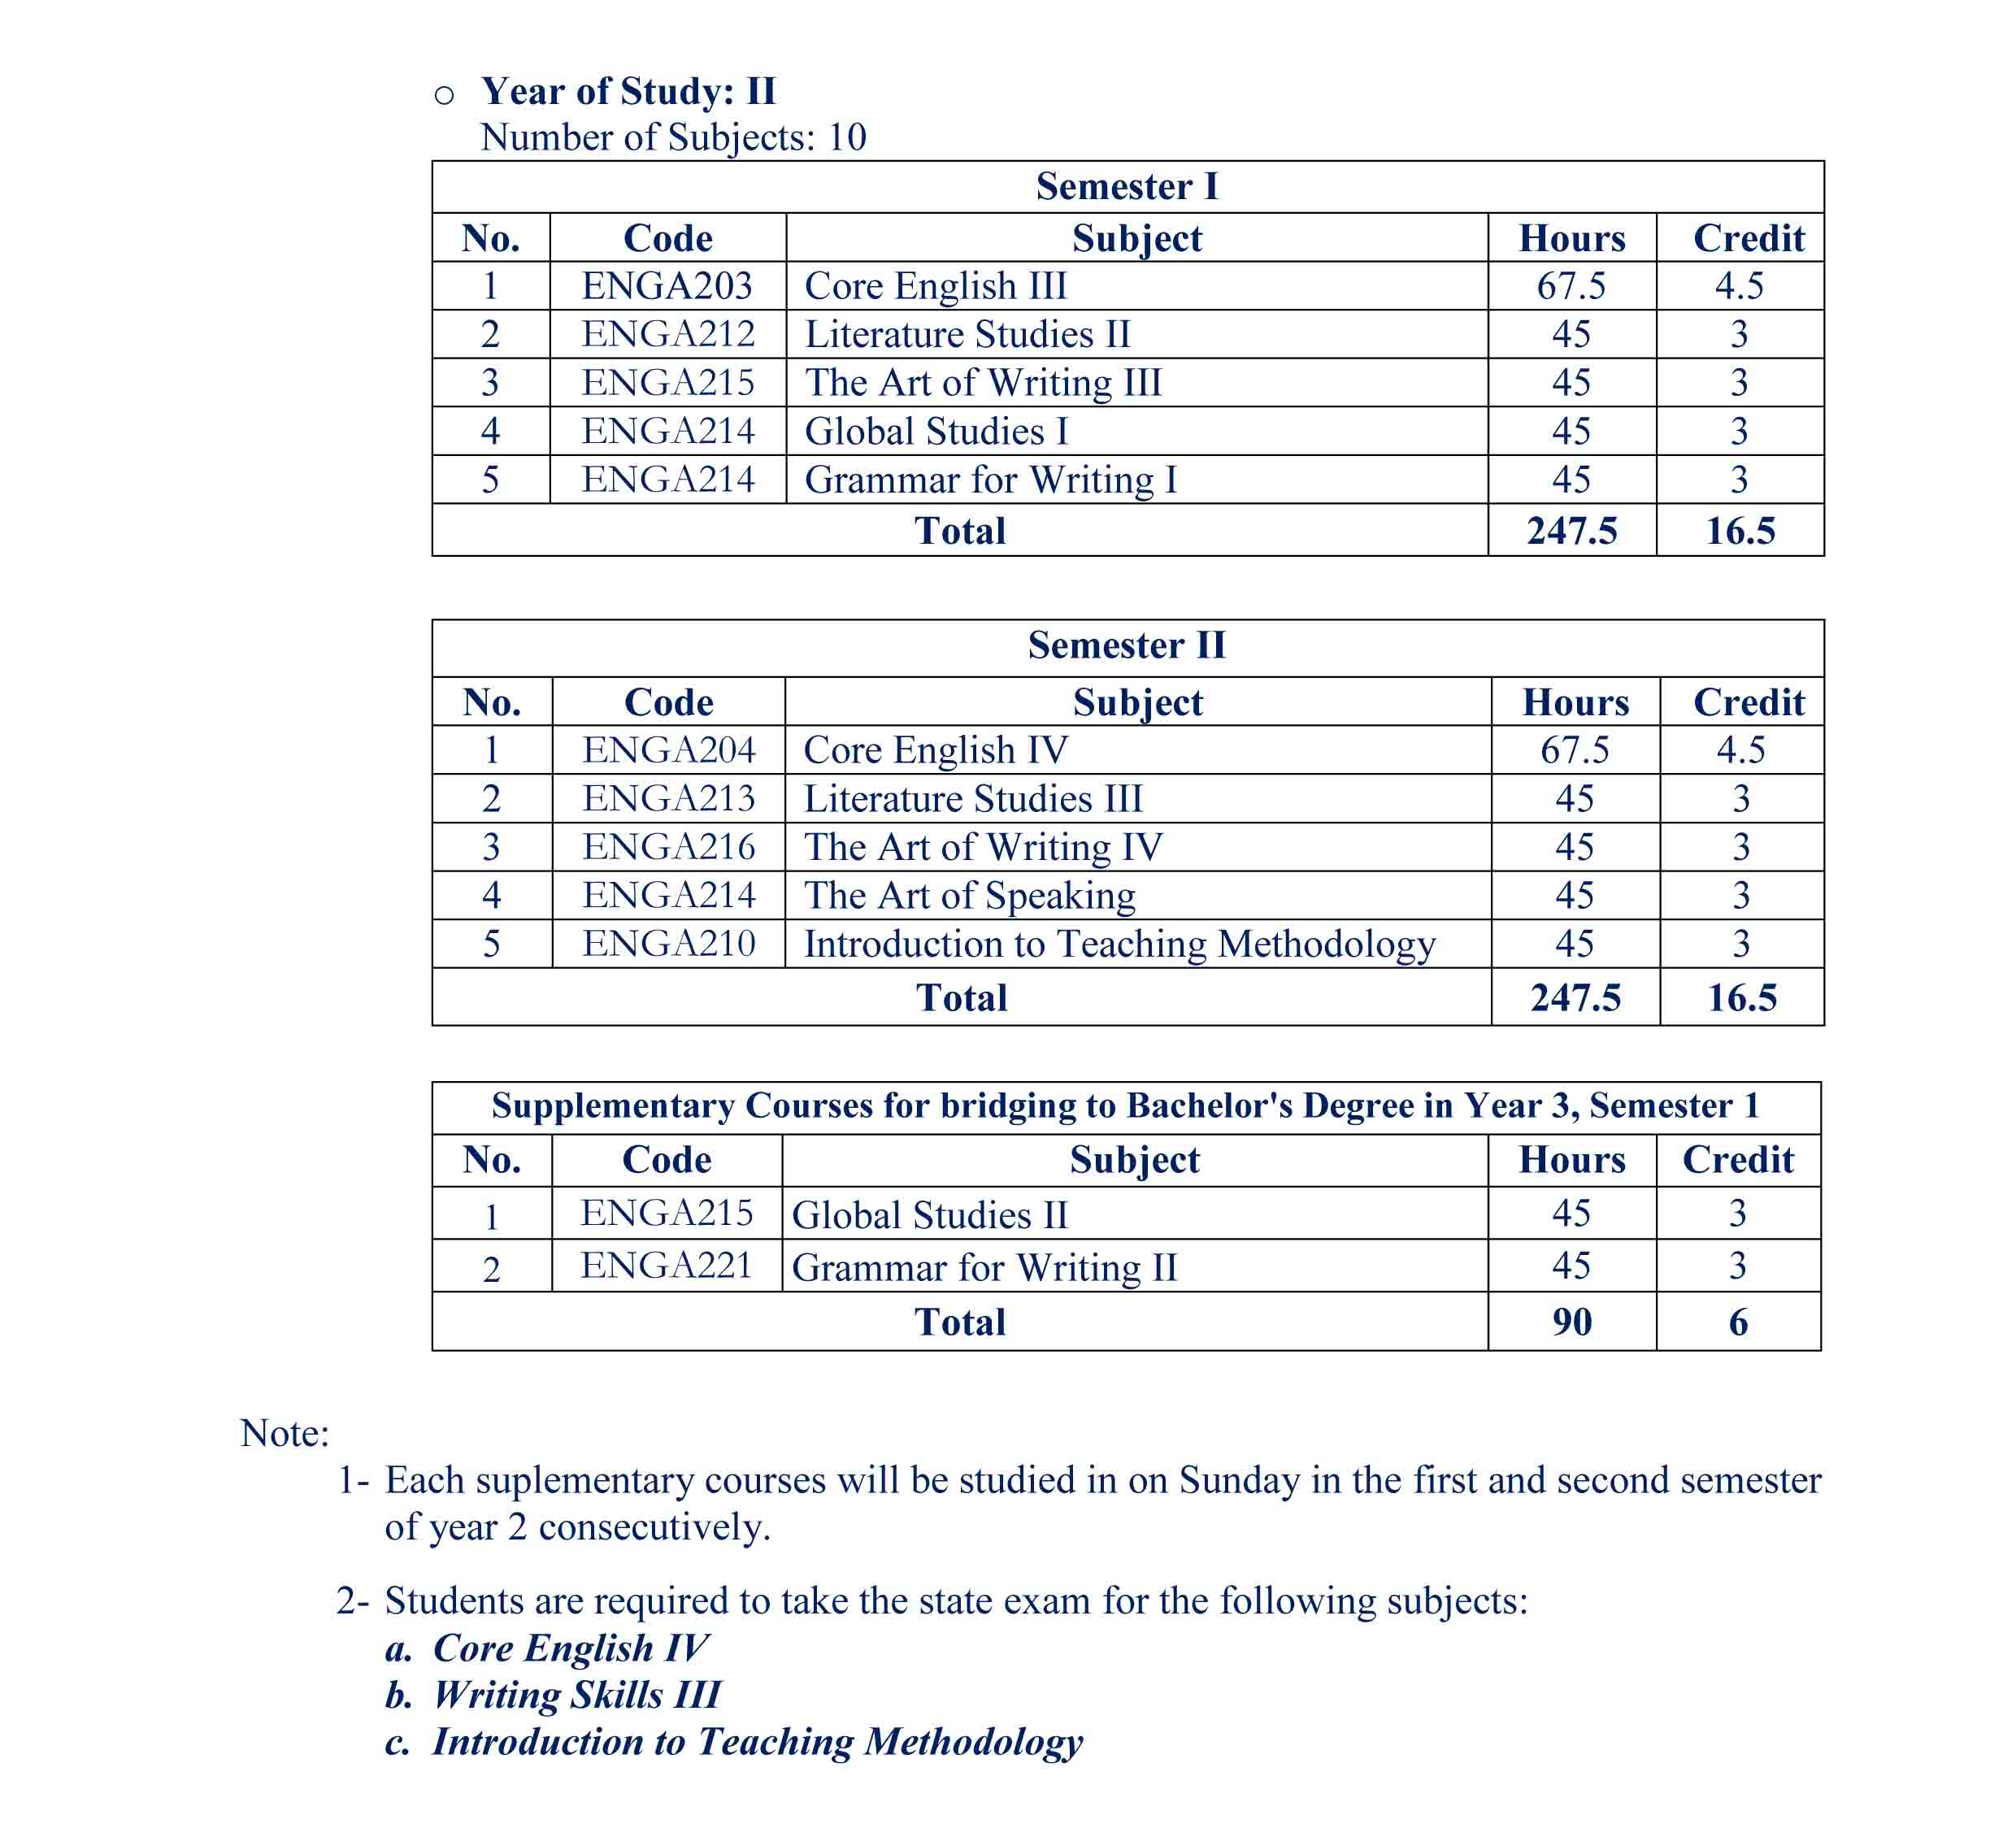 ○ Year of Study: II
Number of Subjects: 10
Semester I
No. Code Subject Hours Credit
1 ENGA203 Core English III 67.5 4.5
2 ENGA212 Literature Studies II 45 3
3 ENGA215 The Art of Writing III 45 3
4 ENGA214 Global Studies I 45 3
5 ENGA214 Grammar for Writing I 45 3
Total 247.5 16.5
Semester II
No. Code Subject Hours Credit
1 ENGA204 Core English IV 67.5 4.5
2 ENGA213 Literature Studies III 45 3
3 ENGA216 The Art of Writing IV 45 3
4 ENGA214 The Art of Speaking 45 3
5 ENGA210 Introduction to Teaching Methodology 45 3
Total 247.5 16.5
Supplementary Courses for bridging to Bachelor's Degree in Year 3, Semester 1
No. Code Subject Hours Credit
1 ENGA215 Global Studies II 45 3
2 ENGA221 Grammar for Writing II 45 3
Total 90 6
Note:
1- Each suplementary courses will be studied in on Sunday in the first and second semester
of year 2 consecutively.
2- Students are required to take the state exam for the following subjects:
a. Core English IV
b. Writing Skills III
c. Introduction to Teaching Methodology